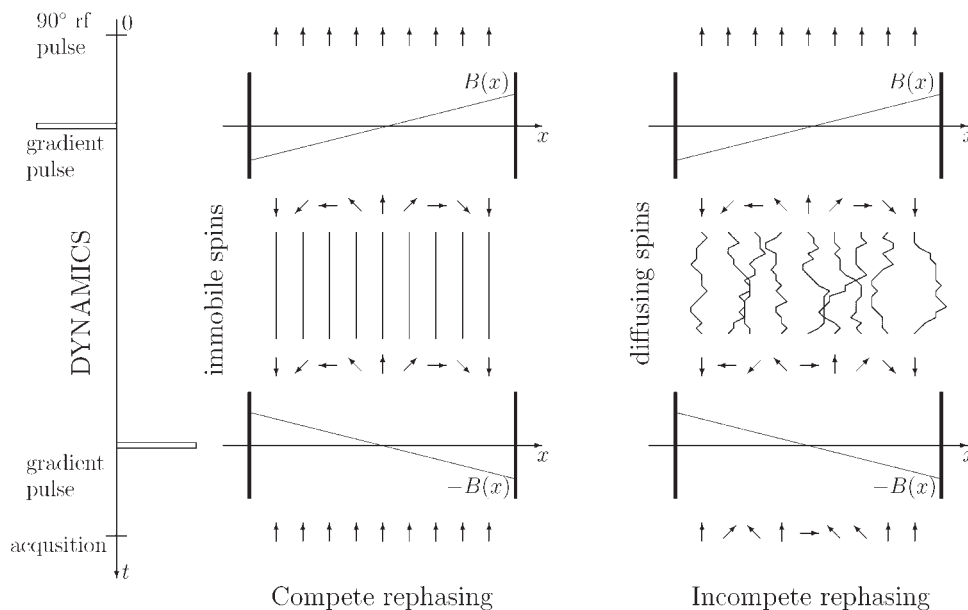 90° rf
pulse
0
gradient
pulse
DYNAMICS
gradient
pulse
acqusition
t
B(x)
x
immobile spins
x
−B(x)
Compete rephasing
B(x)
x
diffusing spins
x
−B(x)
Incompete rephasing